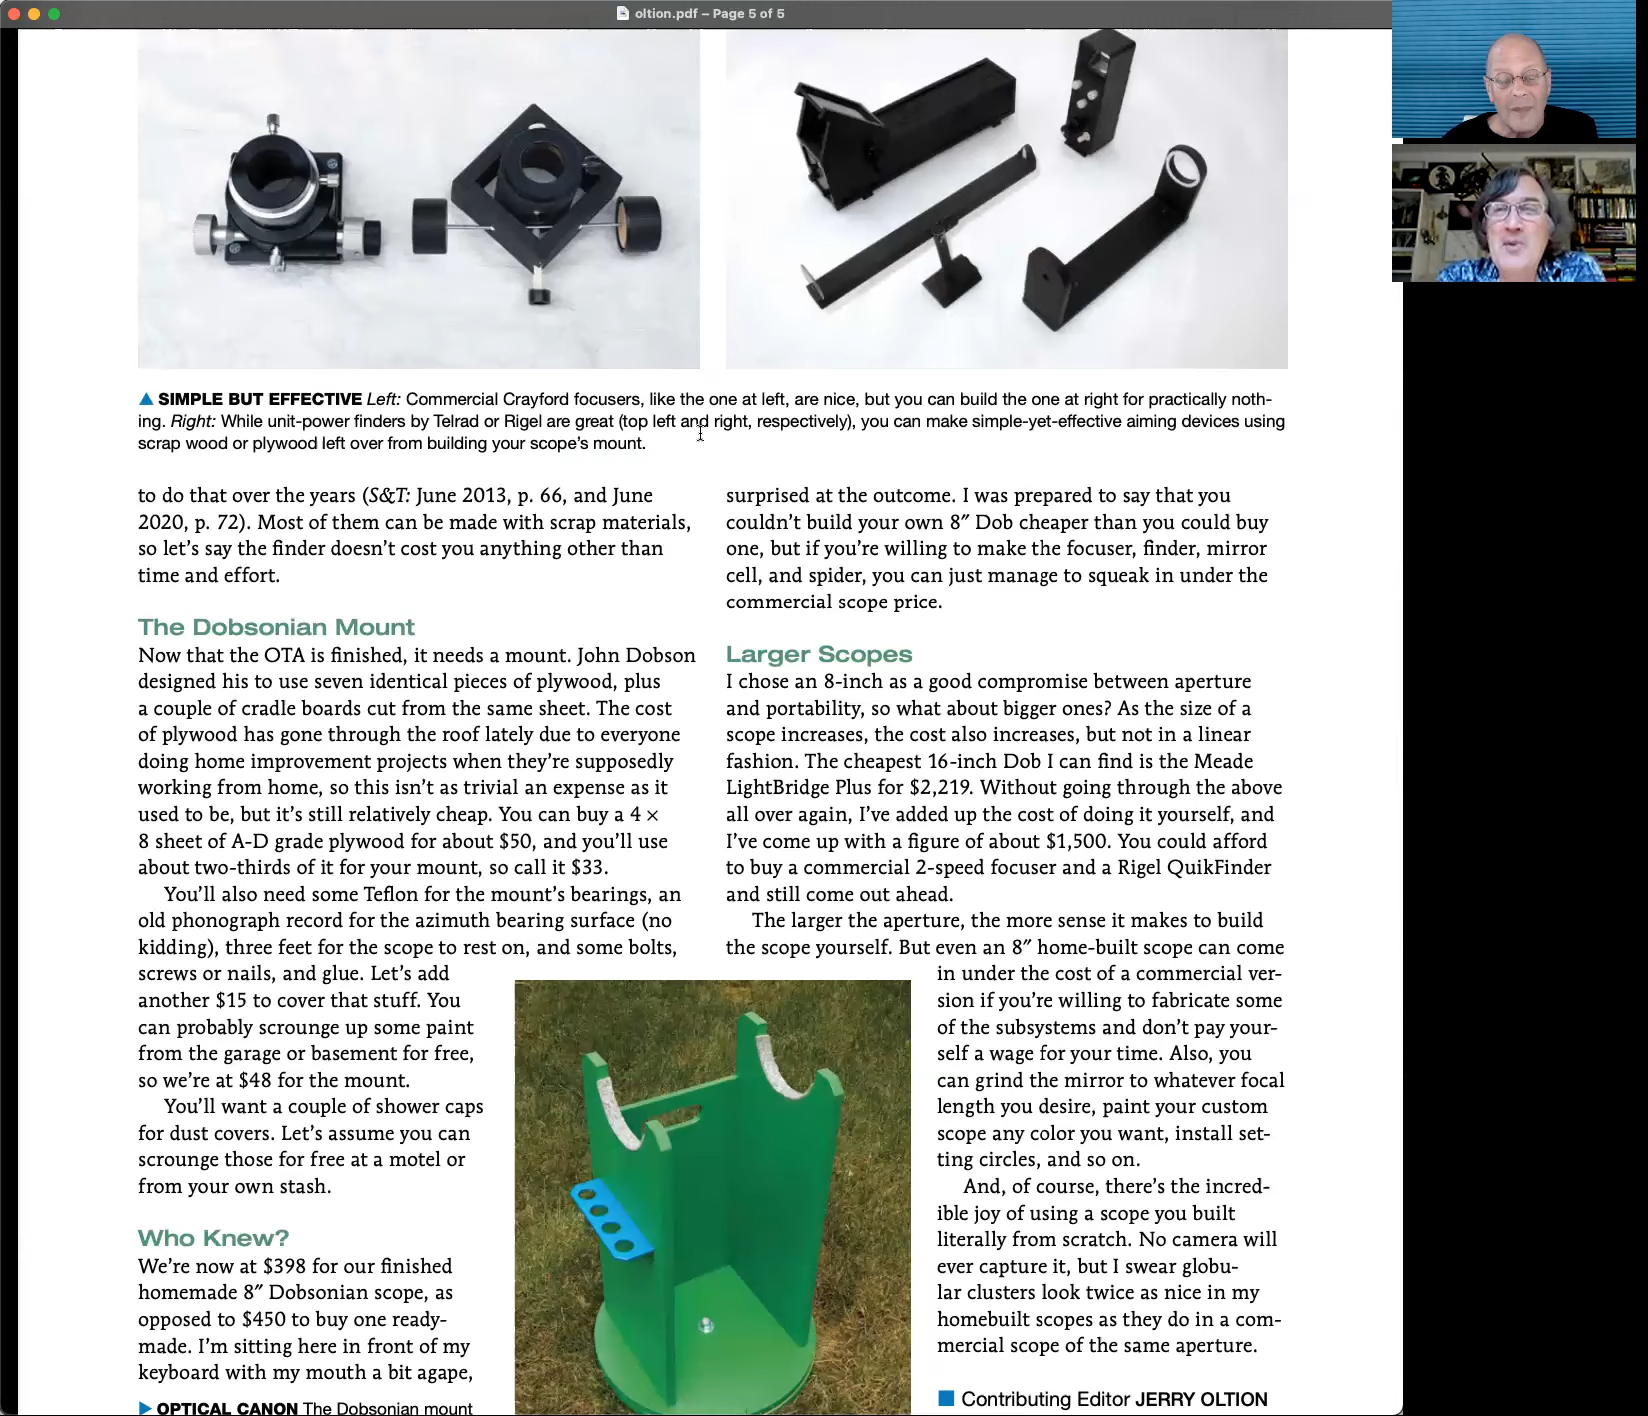 oltion.pdf – Page 5 of 5
▲ SIMPLE BUT EFFECTIVE Left: Commercial Crayford focusers, like the one at left, are nice, but you can build the one at right for practically noth-
ing. Right: While unit-power finders by Telrad or Rigel are great (top left and right, respectively), you can make simple-yet-effective aiming devices using
scrap wood or plywood left over from building your scope's mount.
to do that over the years (S&T: June 2013, p. 66, and June
2020, p. 72). Most of them can be made with scrap materials,
so let's say the finder doesn't cost you anything other than
time and effort.
The Dobsonian Mount
Now that the OTA is finished, it needs a mount. John Dobson
designed his to use seven identical pieces of plywood, plus
a couple of cradle boards cut from the same sheet. The cost
of plywood has gone through the roof lately due to everyone
doing home improvement projects when they're supposedly
working from home, so this isn't as trivial an expense as it
used to be, but it's still relatively cheap. You can buy a 4 ×
8 sheet of A-D grade plywood for about $50, and you'll use
about two-thirds of it for your mount, so call it $33.
You'll also need some Teflon for the mount's bearings, an
old phonograph record for the azimuth bearing surface (no
kidding), three feet for the scope to rest on, and some bolts,
screws or nails, and glue. Let's add
another $15 to cover that stuff. You
can probably scrounge up some paint
from the garage or basement for free,
so we're at $48 for the mount.
You'll want a couple of shower caps
for dust covers. Let's assume you can
scrounge those for free at a motel or
from your own stash.
Who Knew?
We're now at $398 for our finished
homemade 8″ Dobsonian scope, as
opposed to $450 to buy one ready-
made. I'm sitting here in front of my
keyboard with my mouth a bit agape,
▶ OPTICAL CANON The Dobsonian mount
surprised at the outcome. I was prepared to say that you
couldn't build your own 8″ Dob cheaper than you could buy
one, but if you're willing to make the focuser, finder, mirror
cell, and spider, you can just manage to squeak in under the
commercial scope price.
Larger Scopes
I chose an 8-inch as a good compromise between aperture
and portability, so what about bigger ones? As the size of a
scope increases, the cost also increases, but not in a linear
fashion. The cheapest 16-inch Dob I can find is the Meade
LightBridge Plus for $2,219. Without going through the above
all over again, I've added up the cost of doing it yourself, and
I've come up with a figure of about $1,500. You could afford
to buy a commercial 2-speed focuser and a Rigel QuikFinder
and still come out ahead.
The larger the aperture, the more sense it makes to build
the scope yourself. But even an 8″ home-built scope can come
in under the cost of a commercial ver-
sion if you're willing to fabricate some
of the subsystems and don't pay your-
self a wage for your time. Also, you
can grind the mirror to whatever focal
length you desire, paint your custom
scope any color you want, install set-
ting circles, and so on.
And, of course, there's the incred-
ible joy of using a scope you built
literally from scratch. No camera will
ever capture it, but I swear globu-
lar clusters look twice as nice in my
homebuilt scopes as they do in a com-
mercial scope of the same aperture.
■ Contributing Editor JERRY OLTION